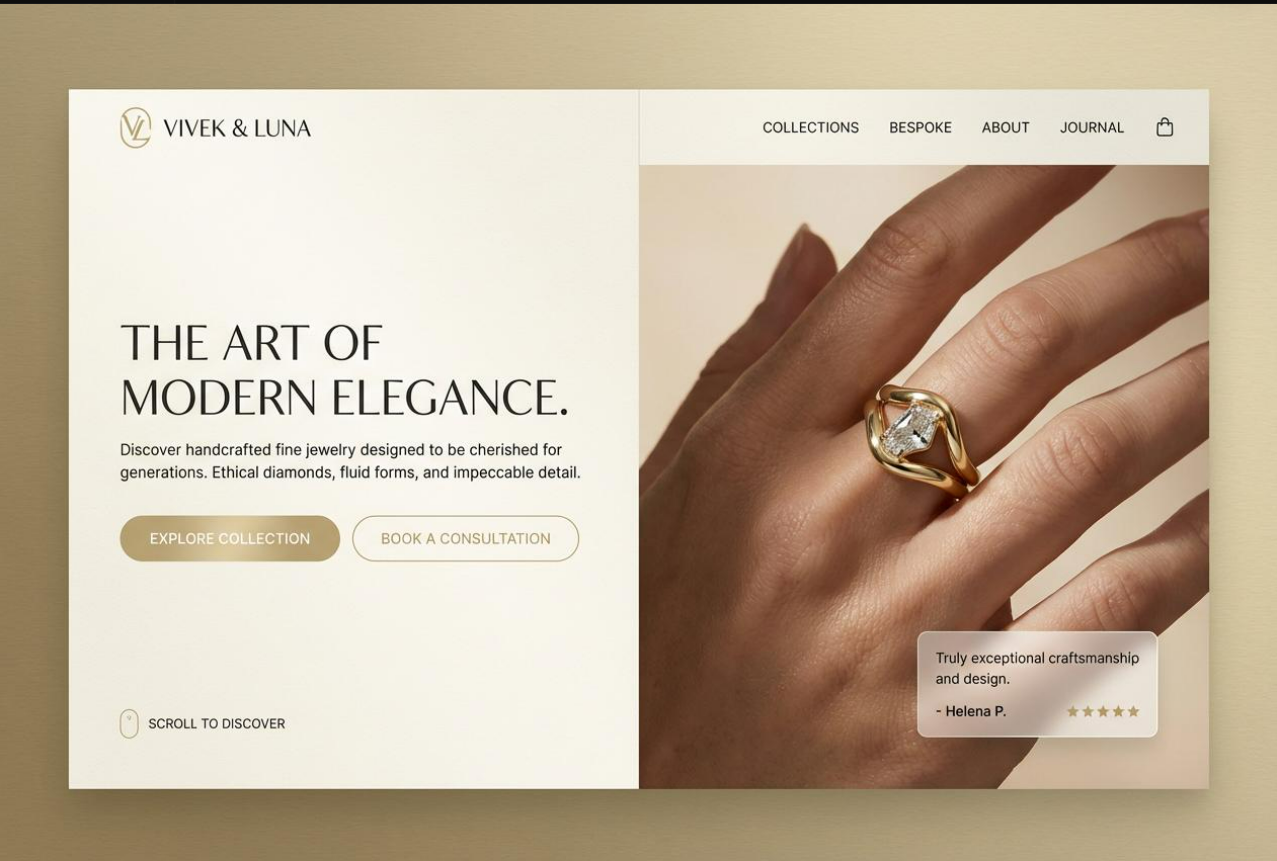 VIVEK & LUNA
COLLECTIONS BESPOKE ABOUT JOURNAL
THE ART OF
MODERN ELEGANCE.
Discover handcrafted fine jewelry designed to be cherished for
generations. Ethical diamonds, fluid forms, and impeccable detail.
EXPLORE COLLECTION
BOOK A CONSULTATION
SCROLL TO DISCOVER
Truly exceptional craftsmanship
and design.
- Helena P.